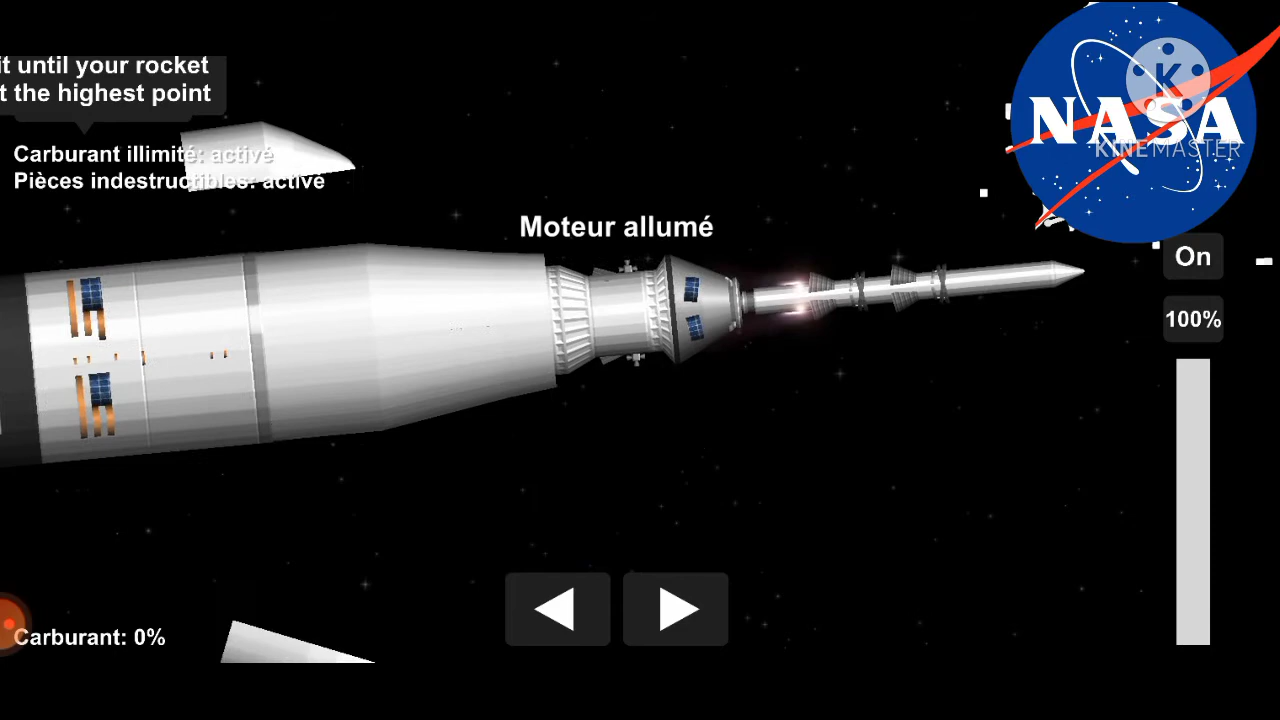 it until your rocket
t the highest point
Carburant illimité: activé
Pièces indestructibles: activé
Moteur allumé
NASA
K
KINEMASTER
On
100%
Carburant: 0%